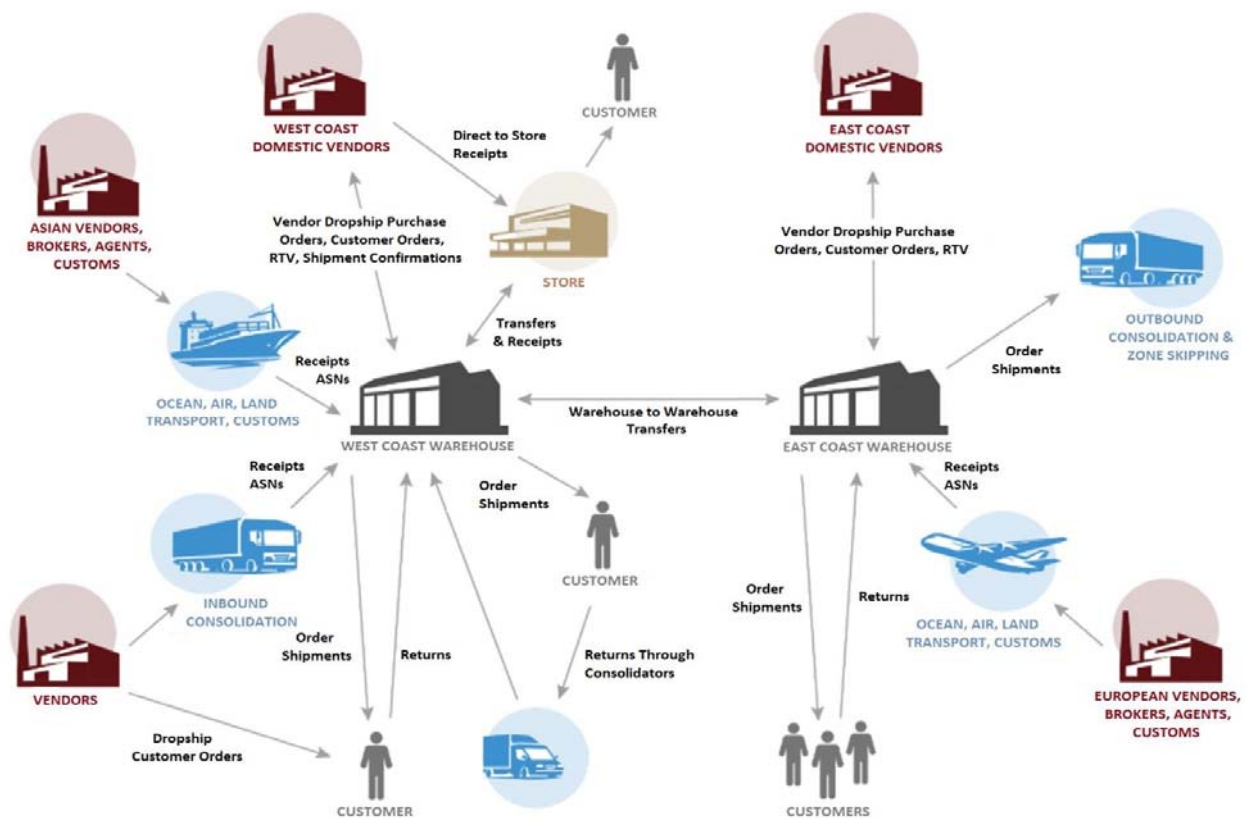 CUSTOMER
WEST COAST
DOMESTIC VENDORS
EAST COAST
DOMESTIC VENDORS
Direct to Store
Receipts
ASIAN VENDORS,
BROKERS, AGENTS,
CUSTOMS
Vendor Dropship Purchase
Orders, Customer Orders,
RTV, Shipment Confirmations
STORE
Vendor Dropship Purchase
Orders, Customer Orders, RTV
OUTBOUND
CONSOLIDATION &
ZONE SKIPPING
Transfers
& Receipts
Receipts
ASNs
Order
Shipments
OCEAN, AIR, LAND
TRANSPORT, CUSTOMS
Warehouse to Warehouse
Transfers
WEST COAST WAREHOUSE
EAST COAST WAREHOUSE
Receipts
ASNs
Order
Shipments
Receipts
ASNs
CUSTOMER
INBOUND
CONSOLIDATION
Order
Shipments
Returns
OCEAN, AIR, LAND
TRANSPORT, CUSTOMS
Order
Shipments
Returns
Returns Through
Consolidators
VENDORS
EUROPEAN VENDORS,
BROKERS, AGENTS,
CUSTOMS
Dropship
Customer Orders
CUSTOMER
CUSTOMERS